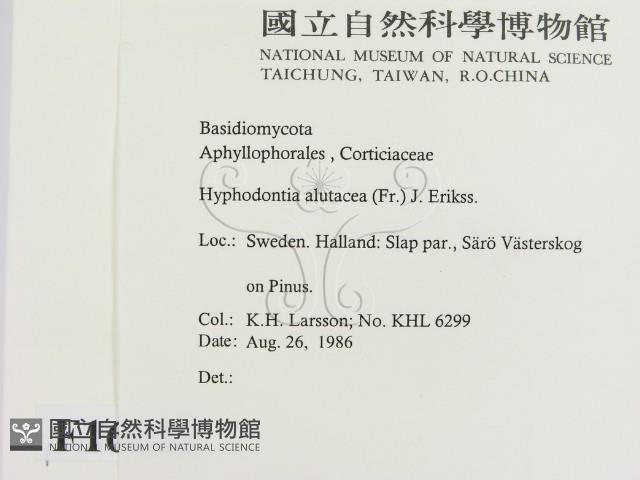 國立自然科學博物館
NATIONAL MUSEUM OF NATURAL SCIENCE
TAICHUNG, TAIWAN, R.O.CHINA
Basidiomycota
Aphyllophorales , Corticiaceae
Hyphodontia alutacea (Fr.) J. Erikss.
Loc.: Sweden. Halland: Slap par., Särö Västerskog
on Pinus.
Col.: K.H. Larsson; No. KHL 6299
Date: Aug. 26, 1986
Det.:
國立自然科學博物館
NATIONAL MUSEUM OF NATURAL SCIENCE